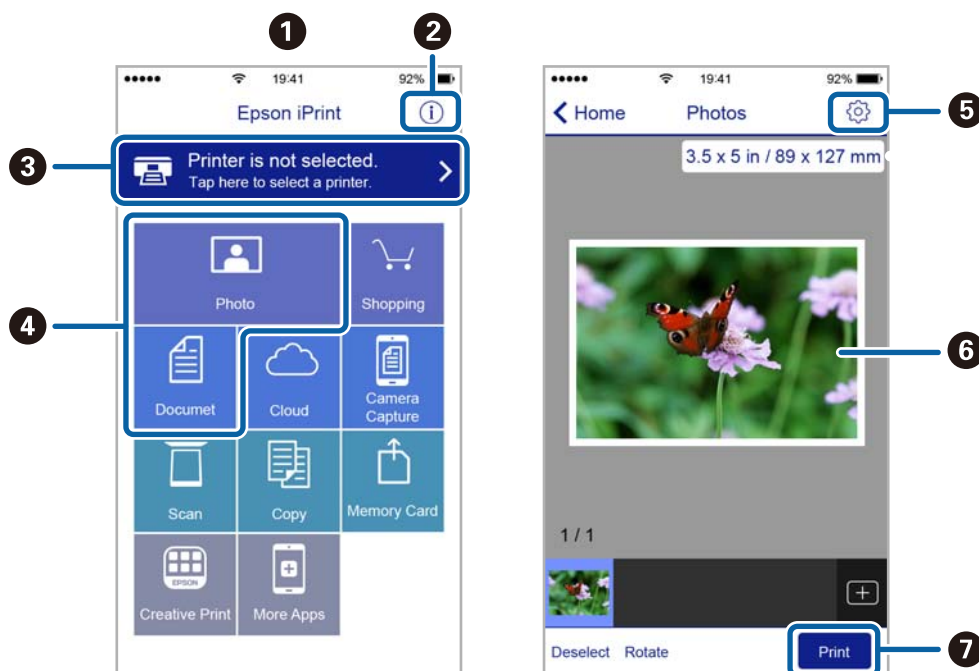 1
2
19:41 92%
Epson iPrint
3
Printer is not selected.
Tap here to select a printer.
4
Photo
Shopping
Documet
Cloud
Camera
Capture
Scan
Copy
Memory Card
EPSON
Creative Print
More Apps
19:41 92%
Home Photos
5
3.5 x 5 in / 89 x 127 mm
6
1 / 1
Deselect Rotate Print
7